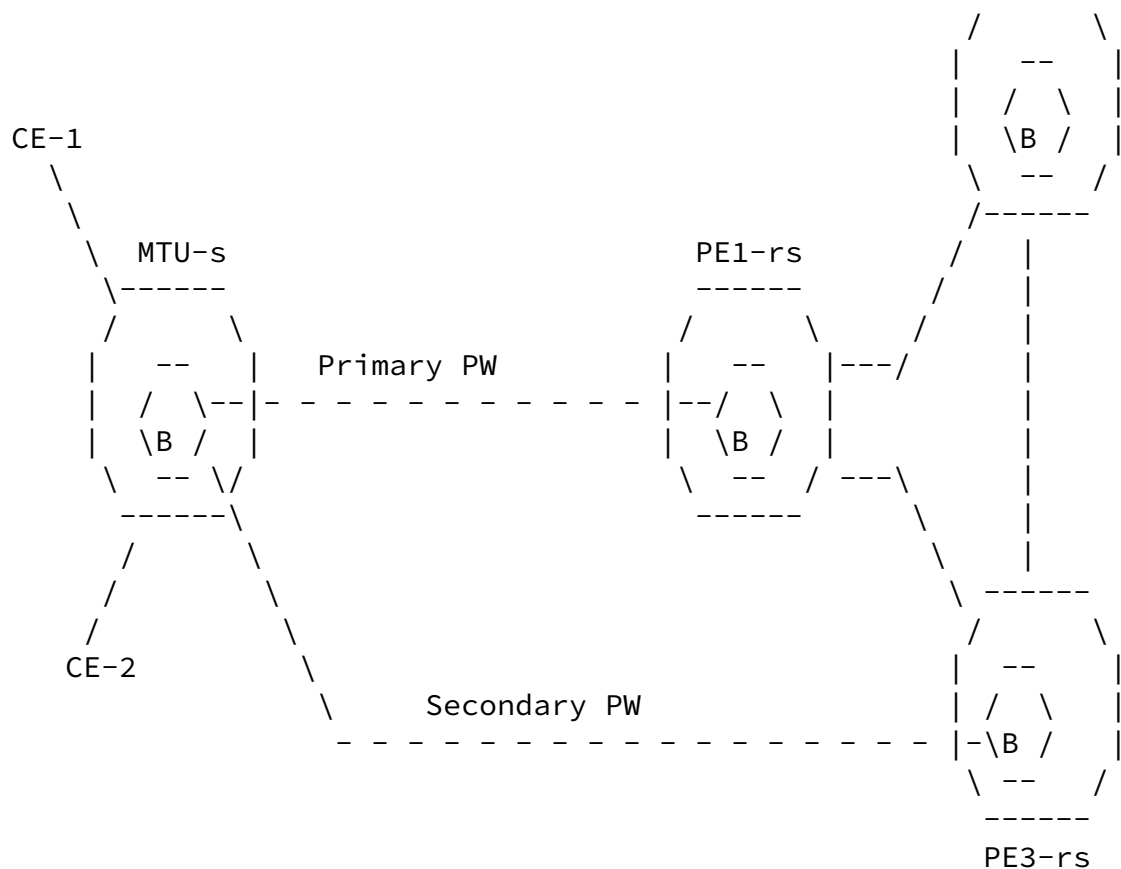 B
CE-1
MTU-s
PE1-rs
Primary PW
B
B
CE-2
Secondary PW
B
PE3-rs